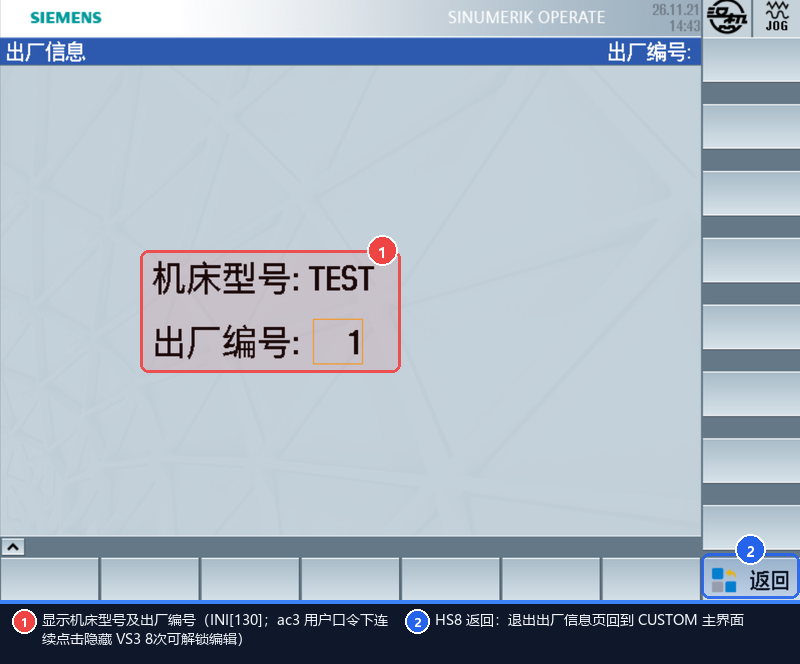 SIEMENS
SINUMERIK OPERATE
26.11.21
14:43
JOG
出厂信息
出厂编号:
1
机床型号: TEST
出厂编号: 1
2
返回
1 显示机床型号及出厂编号（INI[130]；ac3 用户口令下连
续点击隐藏 VS3 8次可解锁编辑）
2 HS8 返回：退出出厂信息页回到 CUSTOM 主界面